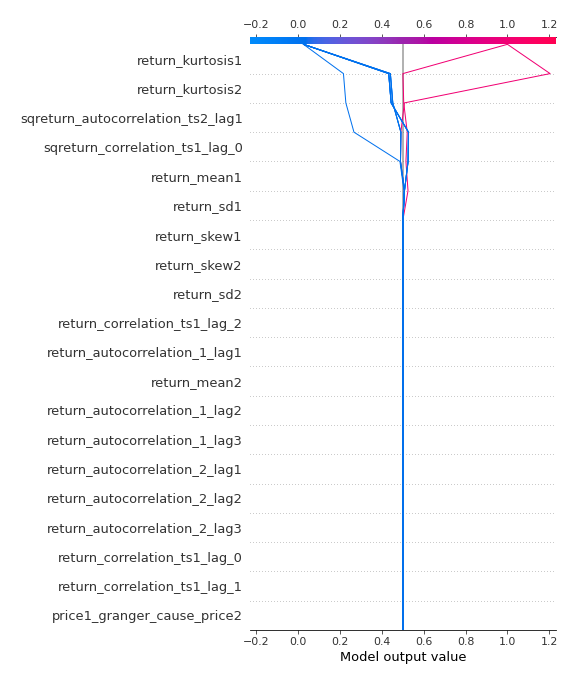 −0.2 0.0 0.2 0.4 0.6 0.8 1.0 1.2
return_kurtosis1
return_kurtosis2
sqreturn_autocorrelation_ts2_lag1
sqreturn_correlation_ts1_lag_0
return_mean1
return_sd1
return_skew1
return_skew2
return_sd2
return_correlation_ts1_lag_2
return_autocorrelation_1_lag1
return_mean2
return_autocorrelation_1_lag2
return_autocorrelation_1_lag3
return_autocorrelation_2_lag1
return_autocorrelation_2_lag2
return_autocorrelation_2_lag3
return_correlation_ts1_lag_0
return_correlation_ts1_lag_1
price1_granger_cause_price2
−0.2 0.0 0.2 0.4 0.6 0.8 1.0 1.2
Model output value